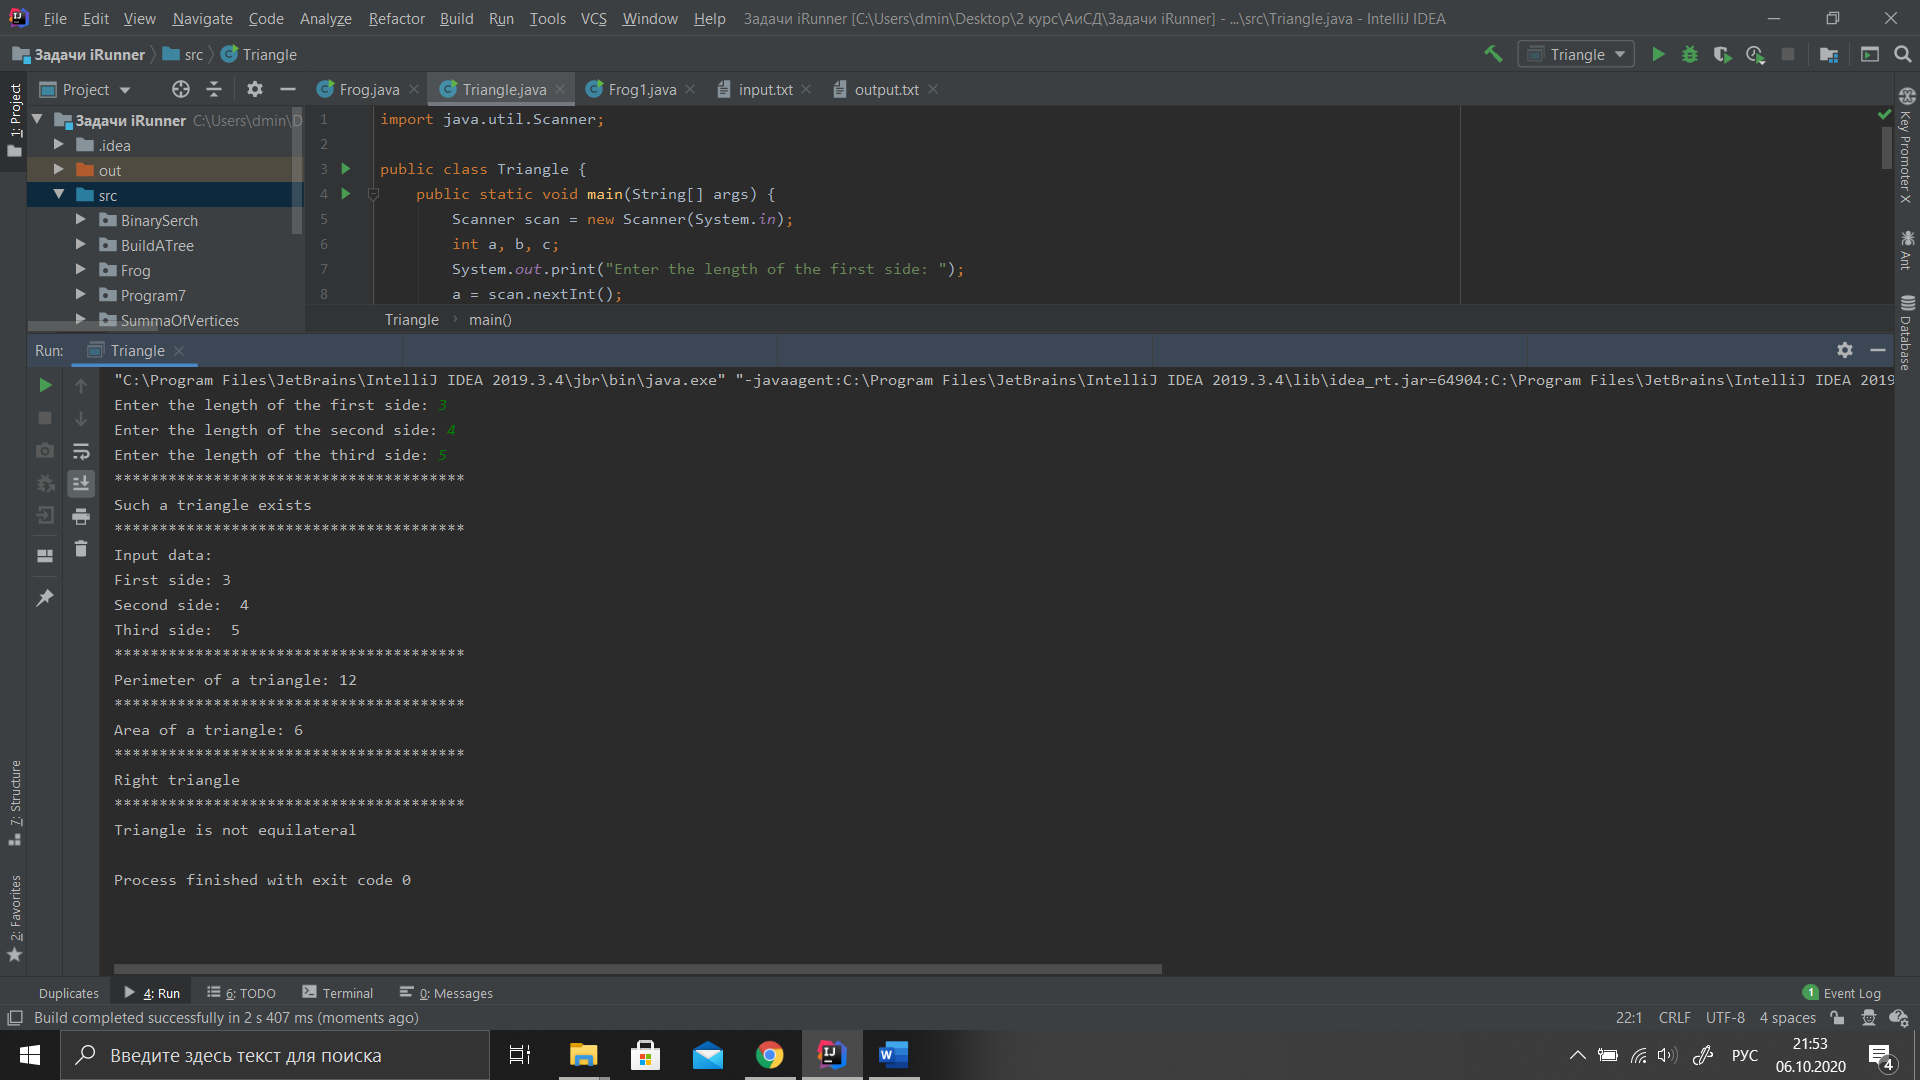 File Edit View Navigate Code Analyze Refactor Build Run Tools VCS Window Help Задачи iRunner [C:\Users\dmin\Desktop\2 курс\АиСД\Задачи iRunner] - ...\src\Triangle.java - IntelliJ IDEA
Задачи iRunner src Triangle Triangle
1: Project
Project Frog.java Triangle.java Frog1.java input.txt output.txt
Задачи iRunner C:\Users\dmin\D
.idea
out
src
BinarySerch
BuildATree
Frog
Program7
SummaOfVertices
1 import java.util.Scanner;
2
3 public class Triangle {
4 public static void main(String[] args) {
5 Scanner scan = new Scanner(System.in);
6 int a, b, c;
7 System.out.print("Enter the length of the first side: ");
8 a = scan.nextInt();
Triangle main()
Key Promoter X
Ant
Database
Run: Triangle
"C:\Program Files\JetBrains\IntelliJ IDEA 2019.3.4\jbr\bin\java.exe" "-javaagent:C:\Program Files\JetBrains\IntelliJ IDEA 2019.3.4\lib\idea_rt.jar=64904:C:\Program Files\JetBrains\IntelliJ IDEA 2019
Enter the length of the first side: 3
Enter the length of the second side: 4
Enter the length of the third side: 5
***************************************
Such a triangle exists
***************************************
Input data:
First side: 3
Second side:  4
Third side:  5
***************************************
Perimeter of a triangle: 12
***************************************
Area of a triangle: 6
***************************************
Right triangle
***************************************
Triangle is not equilateral
Process finished with exit code 0
7: Structure
2: Favorites
Duplicates 4: Run 6: TODO Terminal 0: Messages 1 Event Log
Build completed successfully in 2 s 407 ms (moments ago) 22:1 CRLF UTF-8 4 spaces
Введите здесь текст для поиска РУС 21:53
06.10.2020 4